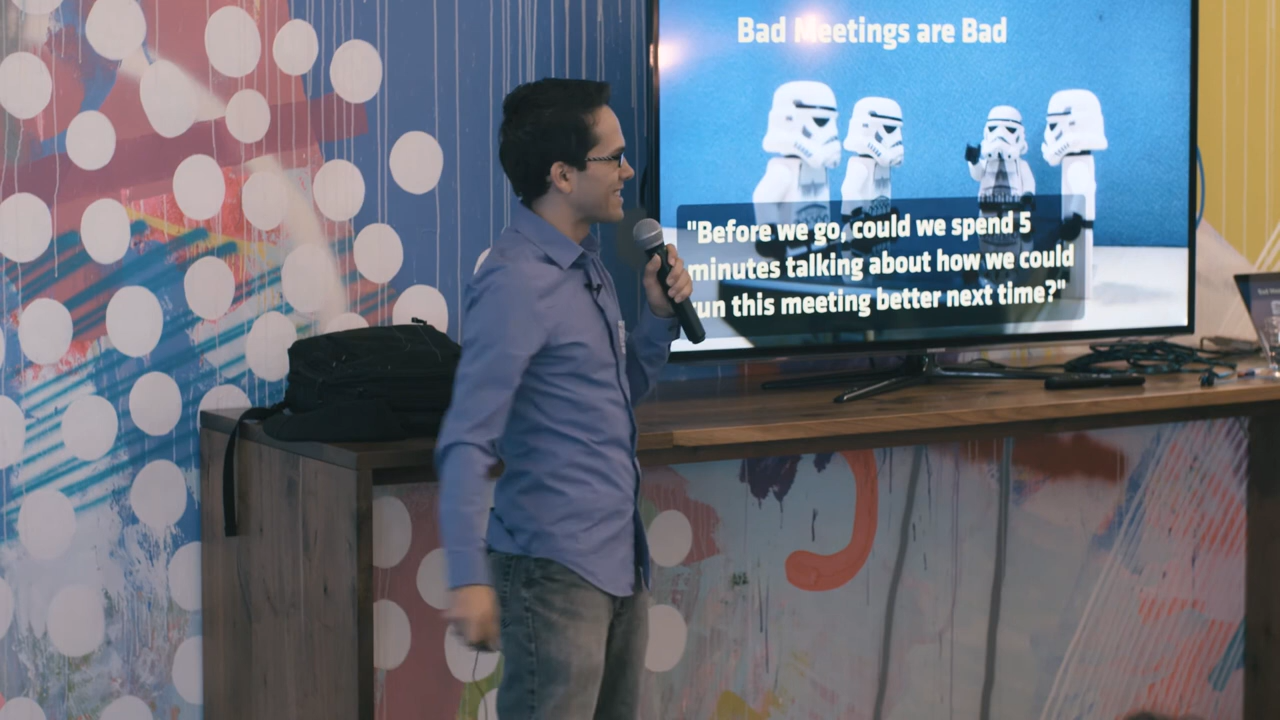 Bad Meetings are Bad
"Before we go, could we spend 5
minutes talking about how we could
run this meeting better next time?"